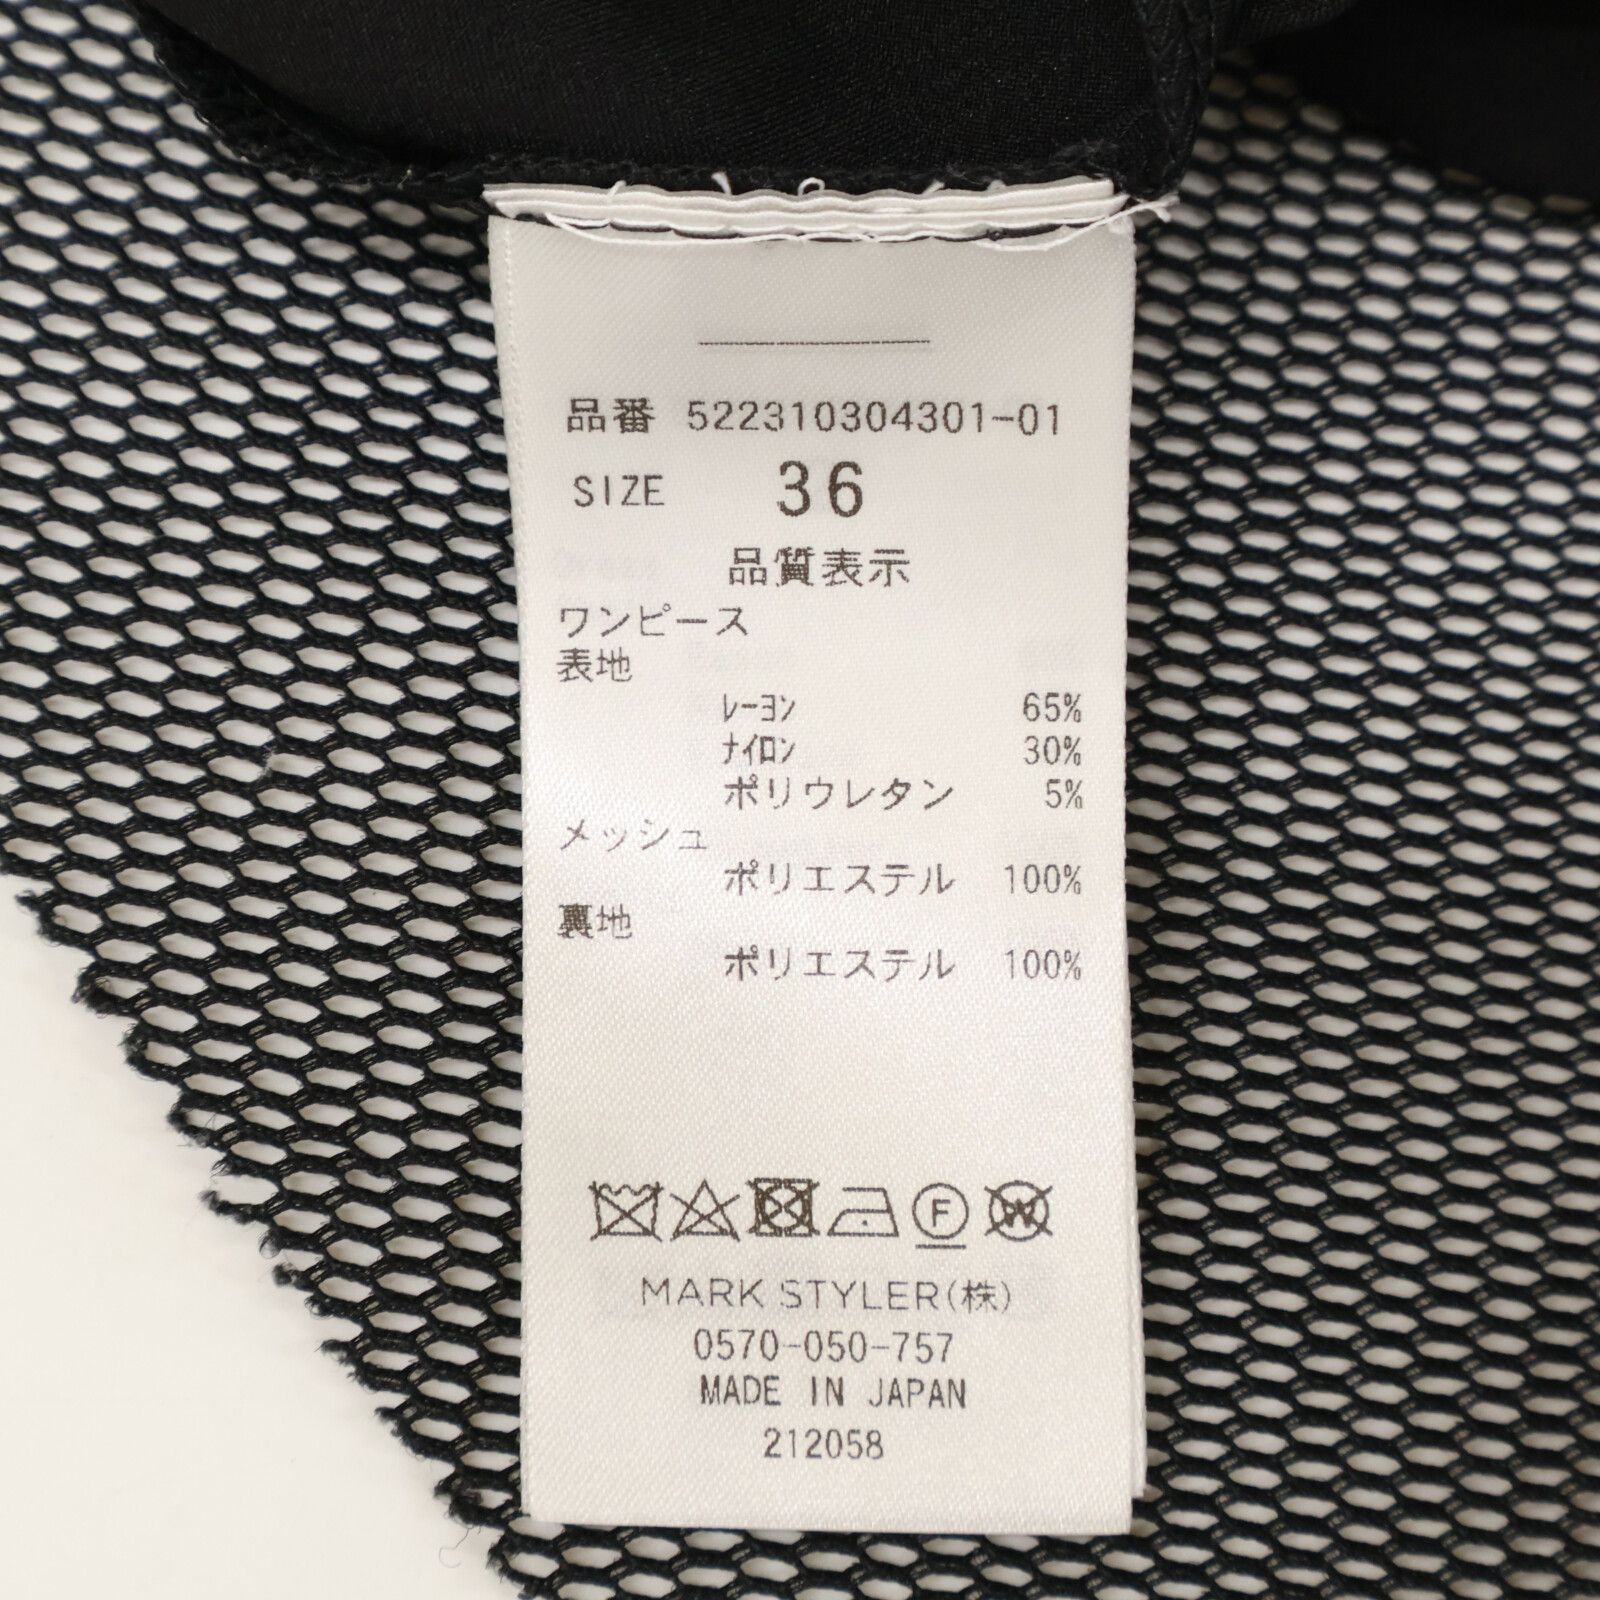 品番 522310304301-01
SIZE 36
品質表示
ワンピース
表地
ﾚｰﾖﾝ 65%
ﾅｲﾛﾝ 30%
ポリウレタン 5%
メッシュ
ポリエステル 100%
裏地
ポリエステル 100%
F W
MARK STYLER(株)
0570-050-757
MADE IN JAPAN
212058